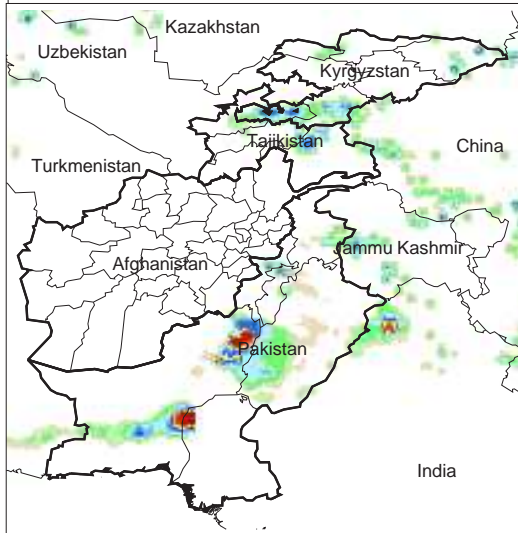 Kazakhstan
Uzbekistan
Kyrgyzstan
Tajikistan
China
Turkmenistan
Jammu Kashmir
Afghanistan
Pakistan
India